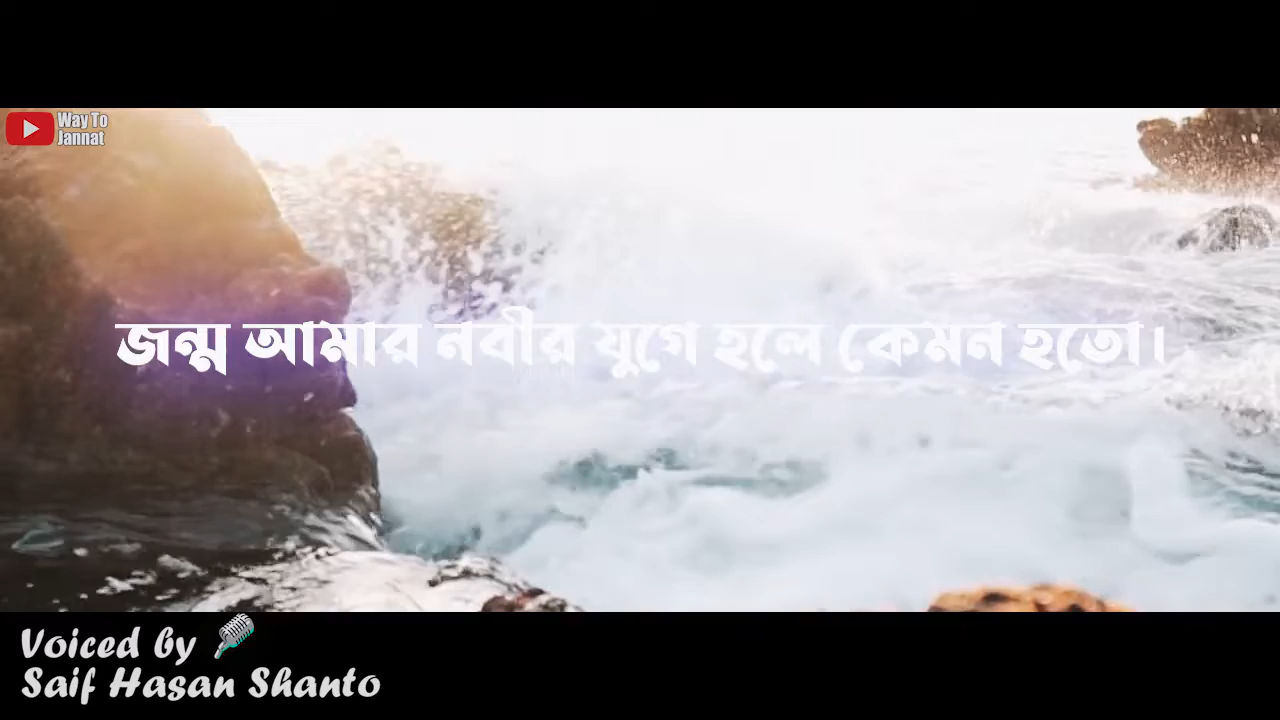 Way To
Jannat
জন্ম আমার নবীর যুগে হলে কেমন হতো।
Voiced by
Saif Hasan Shanto